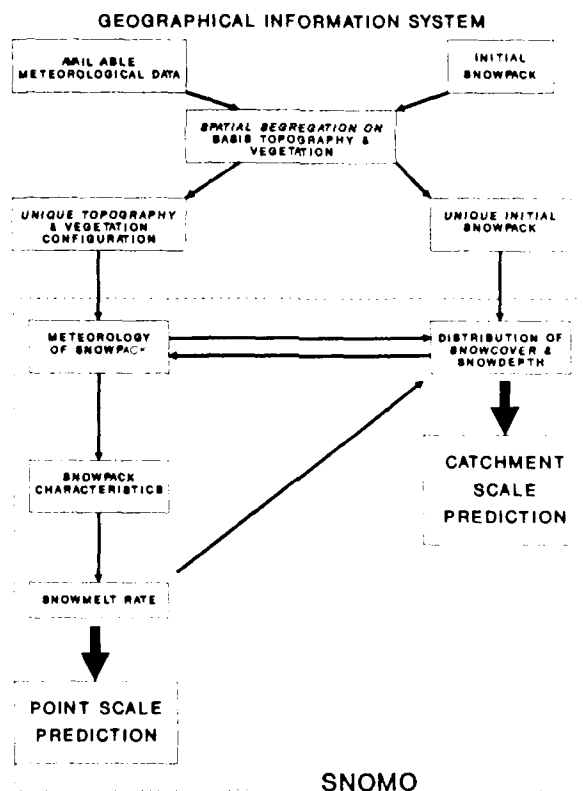 GEOGRAPHICAL INFORMATION SYSTEM
AVAILABLE
METEOROLOGICAL DATA
INITIAL
SNOWPACK
SPATIAL SEGREGATION ON
BASIS TOPOGRAPHY &
VEGETATION
UNIQUE TOPOGRAPHY
& VEGETATION
CONFIGURATION
UNIQUE INITIAL
SNOWPACK
METEOROLOGY
OF SNOWPACK
DISTRIBUTION OF
SNOWCOVER &
SNOWDEPTH
SNOWPACK
CHARACTERISTICS
CATCHMENT
SCALE
PREDICTION
SNOWMELT RATE
POINT SCALE
PREDICTION
SNOMO